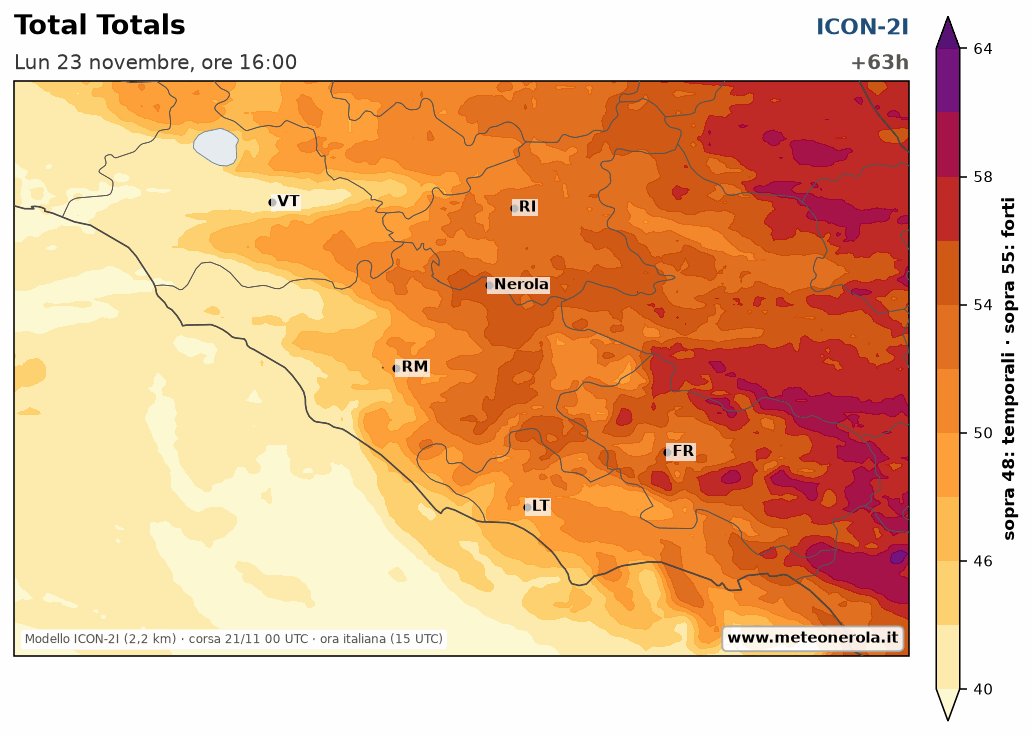 Total Totals
ICON-2I
Lun 23 novembre, ore 16:00
+63h
64
58
54
50
46
40
sopra 48: temporali · sopra 55: forti
VT
RI
Nerola
RM
FR
LT
Modello ICON-2I (2,2 km) · corsa 21/11 00 UTC · ora italiana (15 UTC)
www.meteonerola.it